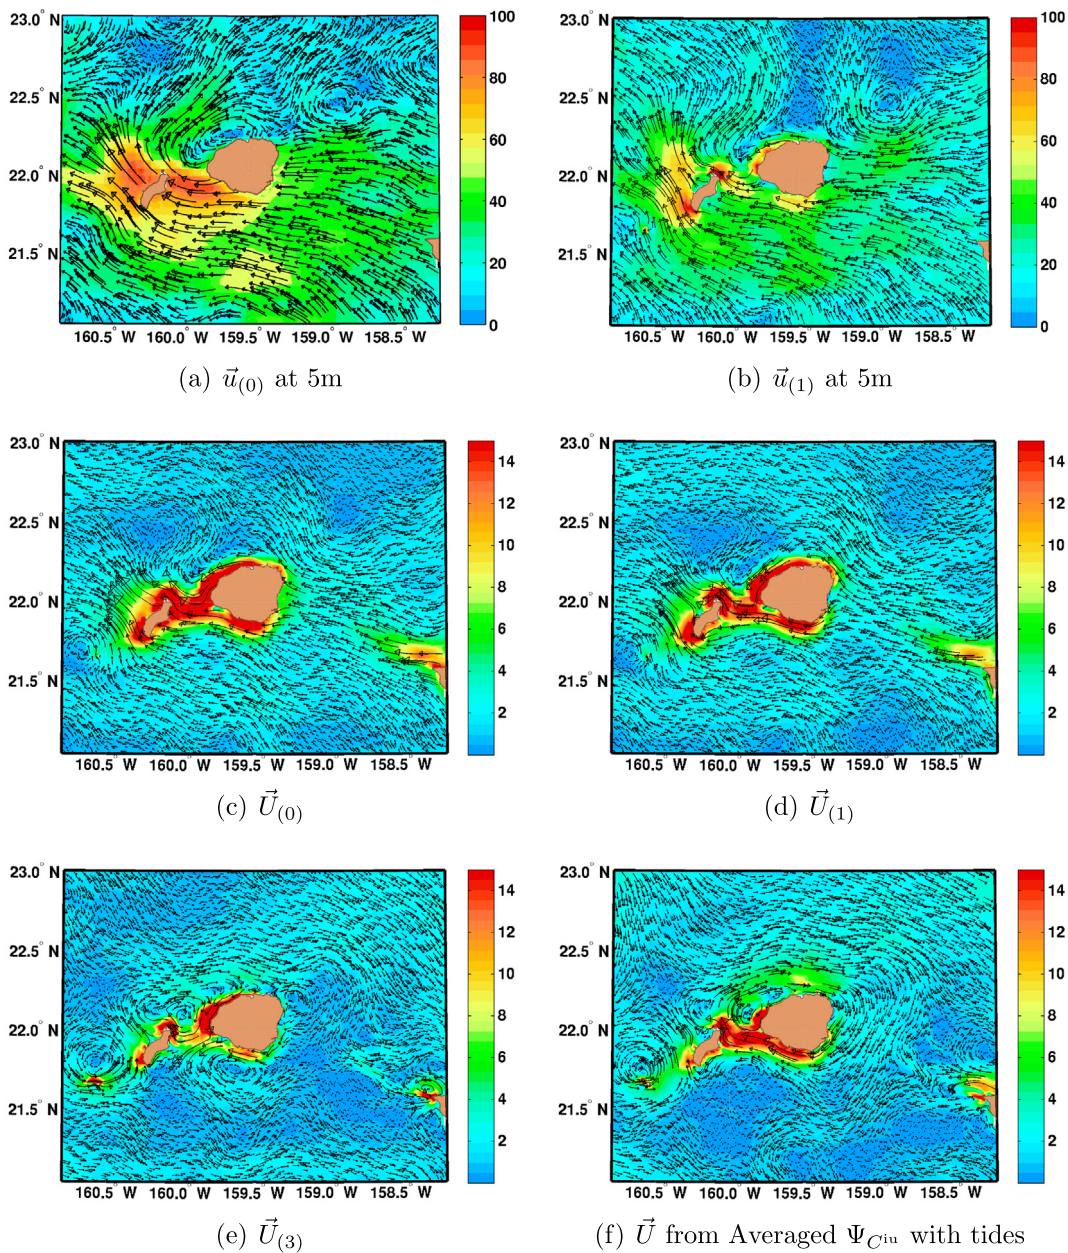 23.0° N
22.5° N
22.0° N
21.5° N
160.5° W 160.0° W 159.5° W 159.0° W 158.5° W
100
80
60
40
20
0
(a) u⃗(0) at 5m
23.0° N
22.5° N
22.0° N
21.5° N
160.5° W 160.0° W 159.5° W 159.0° W 158.5° W
100
80
60
40
20
0
(b) u⃗(1) at 5m
23.0° N
22.5° N
22.0° N
21.5° N
160.5° W 160.0° W 159.5° W 159.0° W 158.5° W
14
12
10
8
6
4
2
(c) U⃗(0)
23.0° N
22.5° N
22.0° N
21.5° N
160.5° W 160.0° W 159.5° W 159.0° W 158.5° W
14
12
10
8
6
4
2
(d) U⃗(1)
23.0° N
22.5° N
22.0° N
21.5° N
160.5° W 160.0° W 159.5° W 159.0° W 158.5° W
14
12
10
8
6
4
2
(e) U⃗(3)
23.0° N
22.5° N
22.0° N
21.5° N
160.5° W 160.0° W 159.5° W 159.0° W 158.5° W
14
12
10
8
6
4
2
(f) U⃗ from Averaged Ψ_C^iu with tides